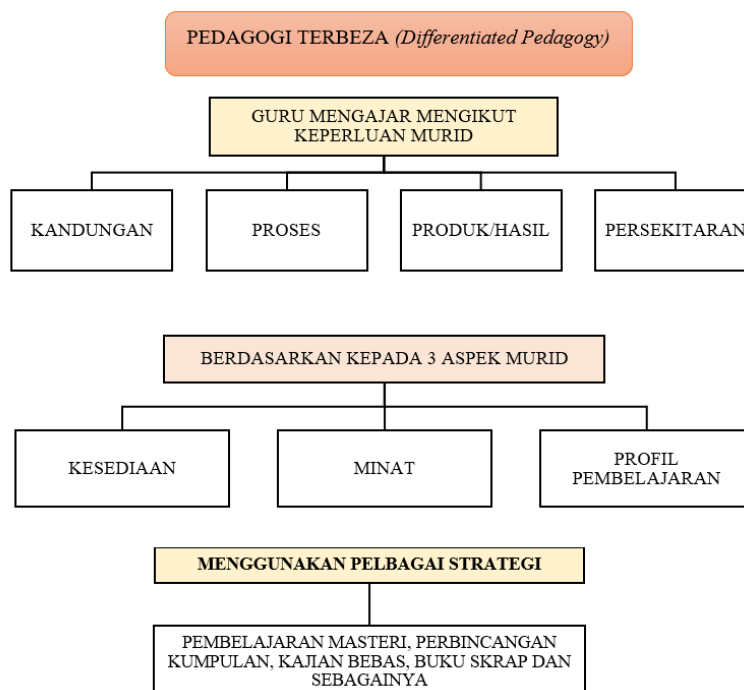 PEDAGOGI TERBEZA (Differentiated Pedagogy)
GURU MENGAJAR MENGIKUT
KEPERLUAN MURID
KANDUNGAN
PROSES
PRODUK/HASIL
PERSEKITARAN
BERDASARKAN KEPADA 3 ASPEK MURID
KESEDIAAN
MINAT
PROFIL
PEMBELAJARAN
MENGGUNAKAN PELBAGAI STRATEGI
PEMBELAJARAN MASTERI, PERBINCANGAN
KUMPULAN, KAJIAN BEBAS, BUKU SKRAP DAN
SEBAGAINYA